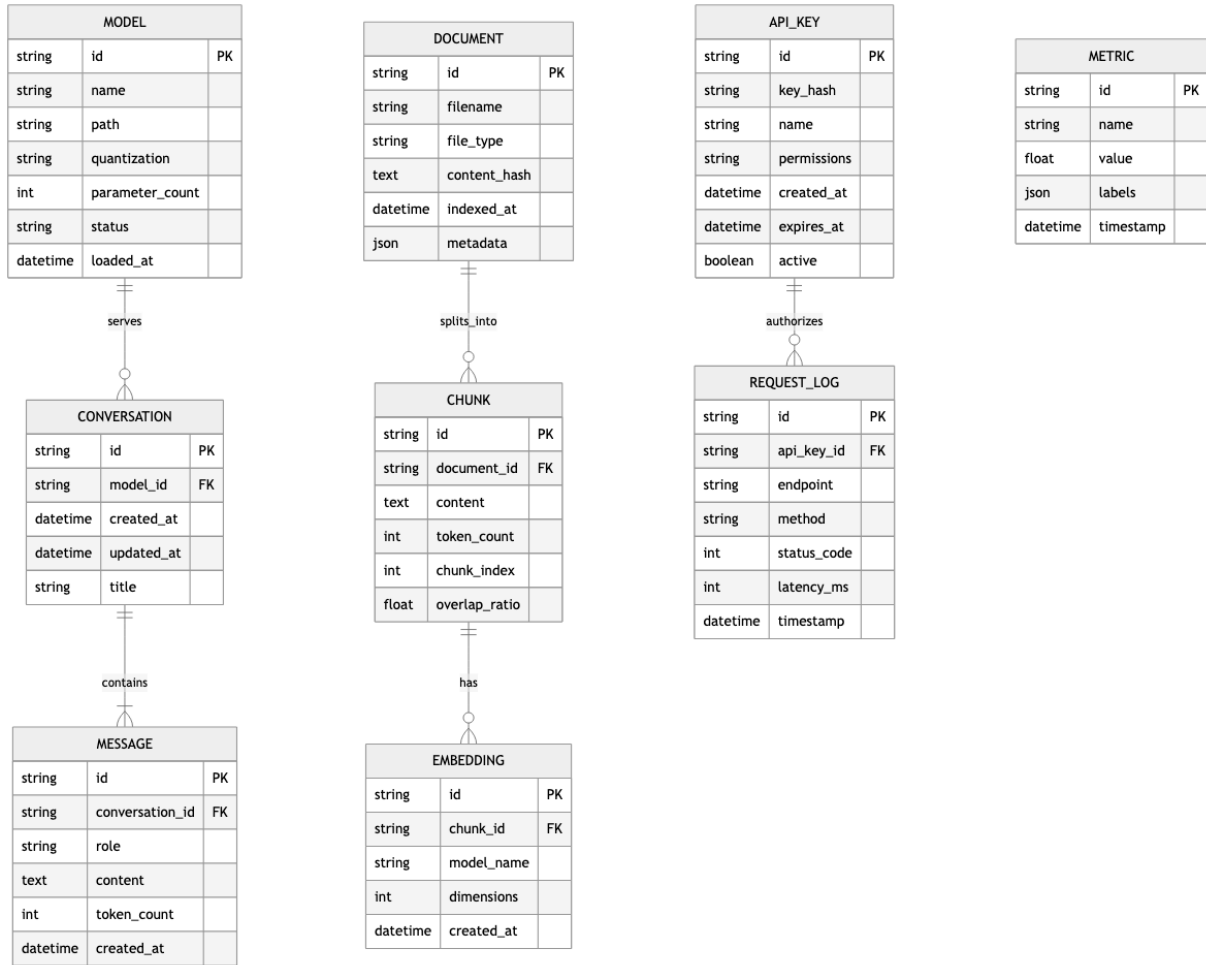 MODEL
string id PK
string name
string path
string quantization
int parameter_count
string status
datetime loaded_at
serves
CONVERSATION
string id PK
string model_id FK
datetime created_at
datetime updated_at
string title
contains
MESSAGE
string id PK
string conversation_id FK
string role
text content
int token_count
datetime created_at
DOCUMENT
string id PK
string filename
string file_type
text content_hash
datetime indexed_at
json metadata
splits_into
CHUNK
string id PK
string document_id FK
text content
int token_count
int chunk_index
float overlap_ratio
has
EMBEDDING
string id PK
string chunk_id FK
string model_name
int dimensions
datetime created_at
API_KEY
string id PK
string key_hash
string name
string permissions
datetime created_at
datetime expires_at
boolean active
authorizes
REQUEST_LOG
string id PK
string api_key_id FK
string endpoint
string method
int status_code
int latency_ms
datetime timestamp
METRIC
string id PK
string name
float value
json labels
datetime timestamp